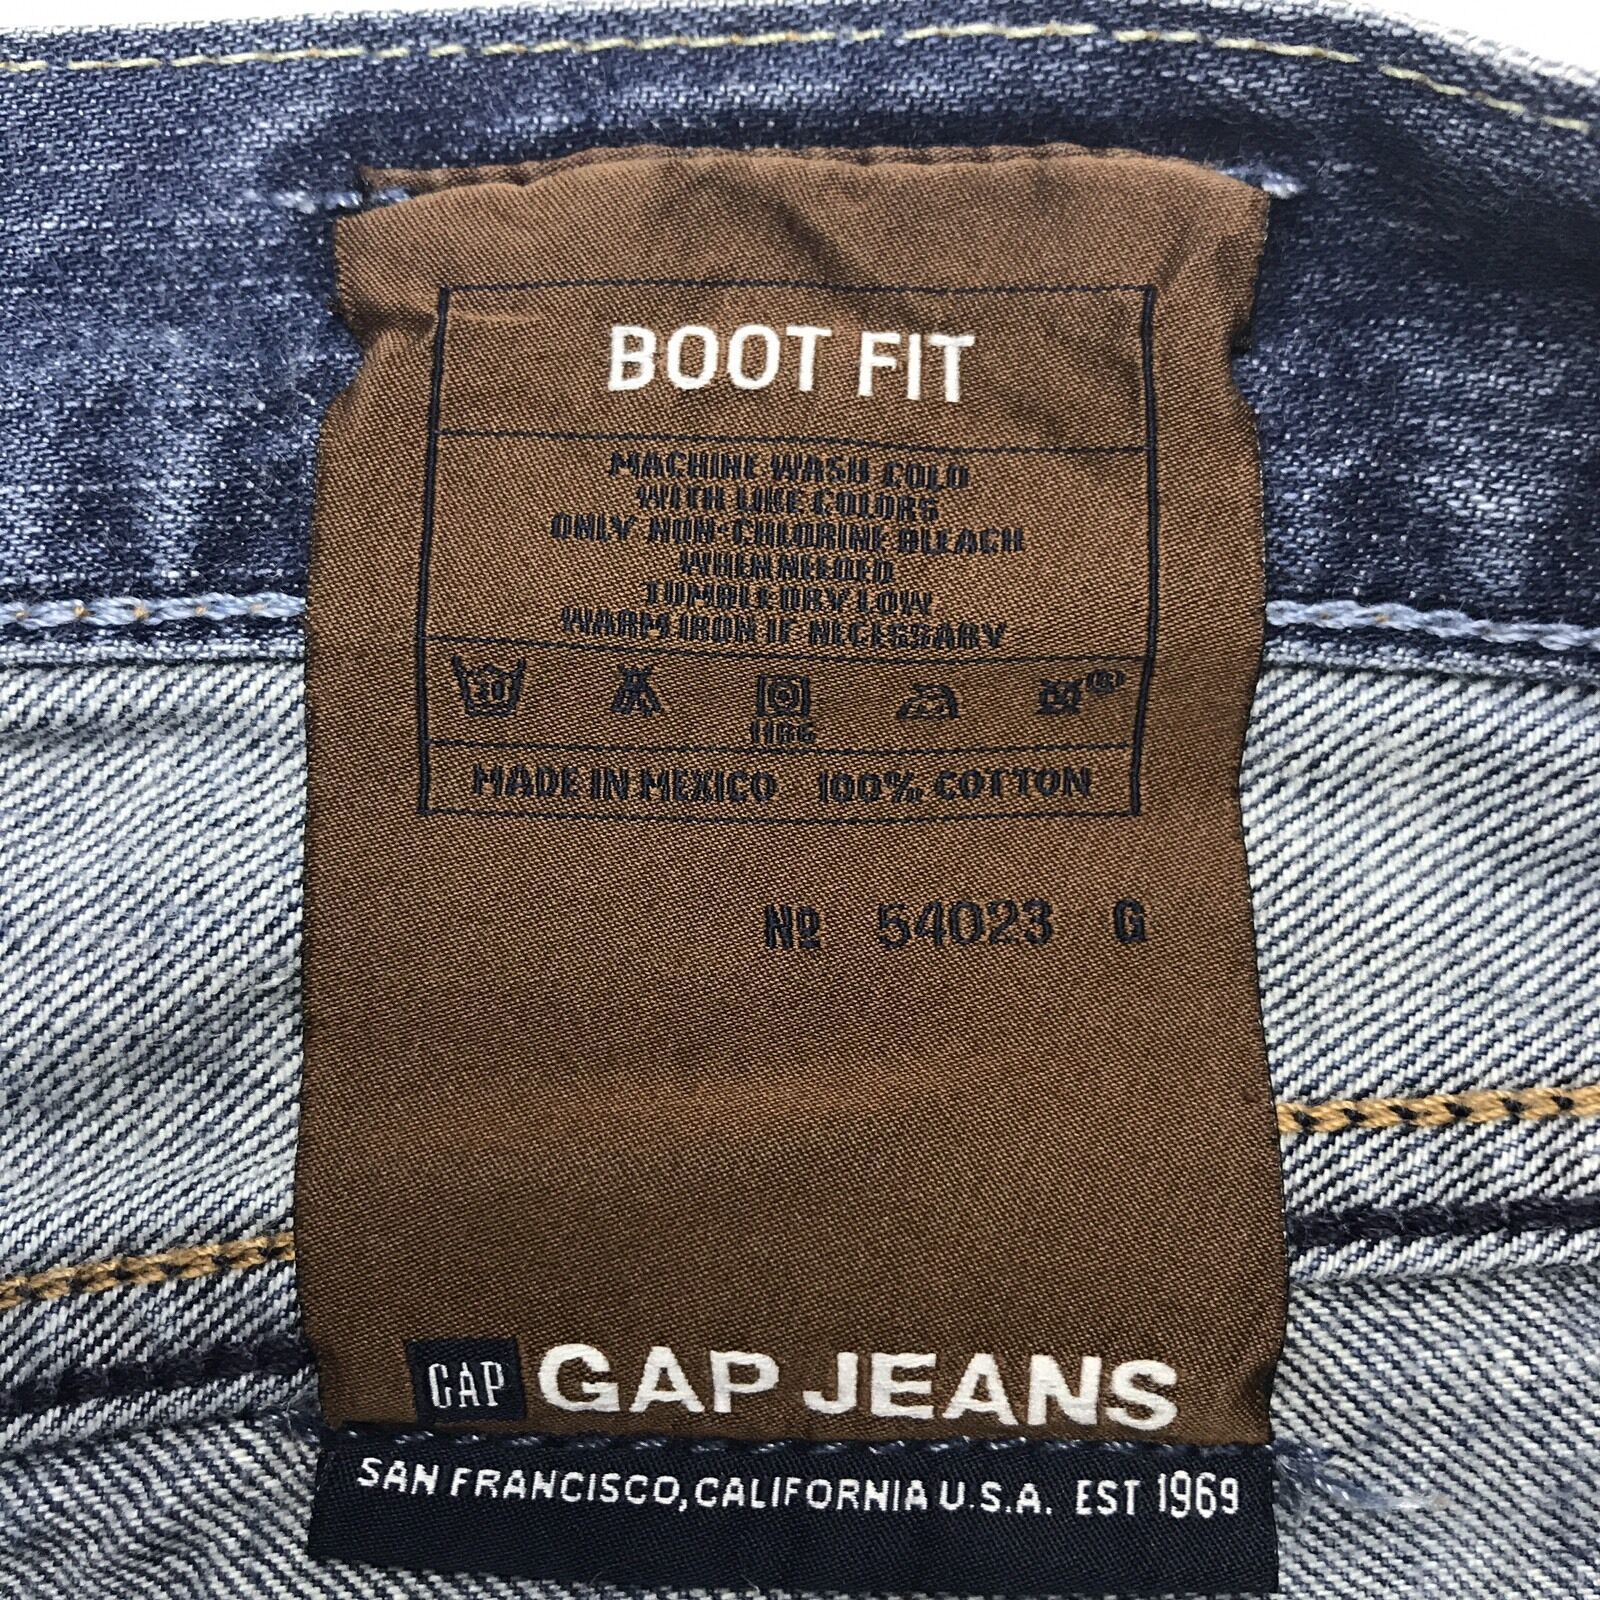 BOOT FIT
MACHINE WASH COLD
WITH LIKE COLORS
ONLY NON-CHLORINE BLEACH
WHEN NEEDED
TUMBLE DRY LOW
WARM IRON IF NECESSARY
MADE IN MEXICO 100% COTTON
Nº 54023 G
GAP GAP JEANS
SAN FRANCISCO, CALIFORNIA U.S.A. EST 1969